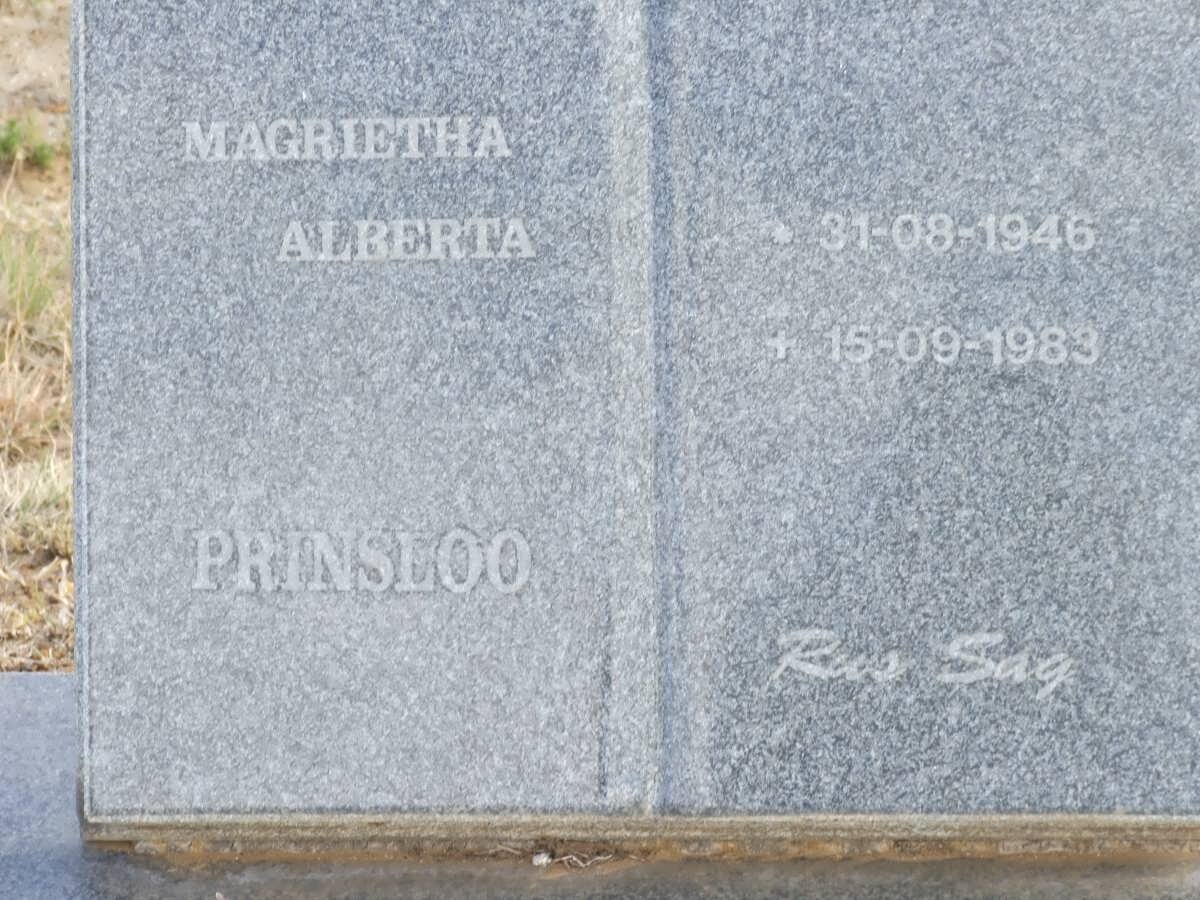 MAGRIETHA
ALBERTA
PRINSLOO
* 31-08-1946
+ 15-09-1983
Rus Sag